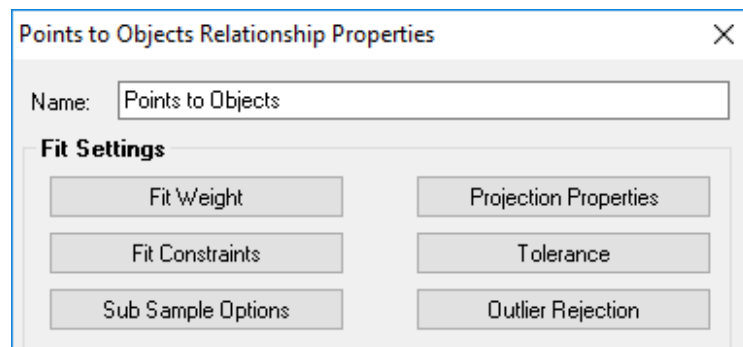 Points to Objects Relationship Properties
Name: Points to Objects
Fit Settings
Fit Weight Projection Properties
Fit Constraints Tolerance
Sub Sample Options Outlier Rejection